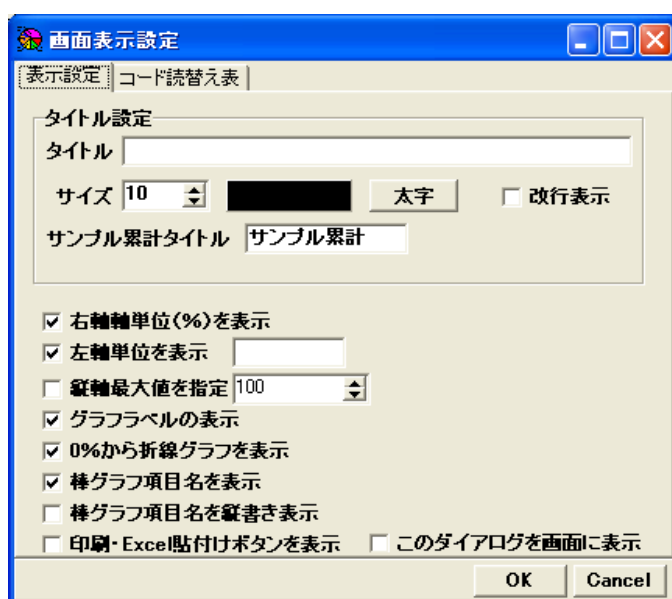 画面表示設定
表示設定 コード読替え表
タイトル設定
タイトル
サイズ 10 太字 改行表示
サンプル累計タイトル サンプル累計
右軸軸単位(%)を表示
左軸単位を表示
縦軸最大値を指定 100
グラフラベルの表示
0%から折線グラフを表示
棒グラフ項目名を表示
棒グラフ項目名を縦書き表示
印刷・Excel貼付けボタンを表示 このダイアログを画面に表示
OK Cancel